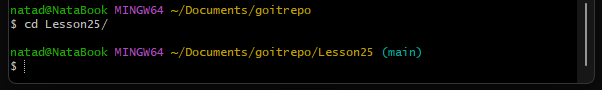 natad@NataBook MINGW64 ~/Documents/goitrepo
$ cd Lesson25/
natad@NataBook MINGW64 ~/Documents/goitrepo/Lesson25 (main)
$